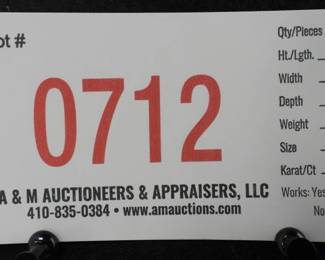 ot #
0712
A & M AUCTIONEERS & APPRAISERS, LLC
410-835-0384 • www.amauctions.com
Qty/Pieces
Ht./Lgth.
Width
Depth
Weight
Size
Karat/Ct
Works: Yes
No